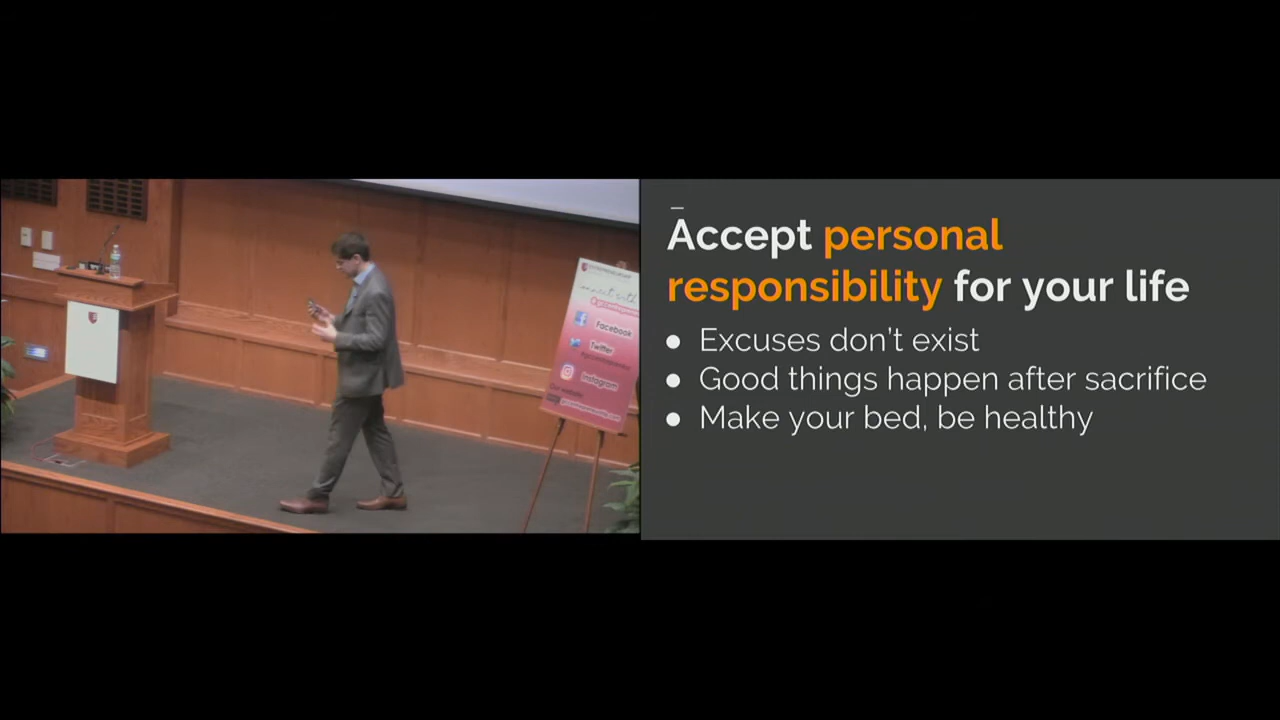 Facebook
Twitter
Instagram
Accept personal
responsibility for your life
● Excuses don't exist
● Good things happen after sacrifice
● Make your bed, be healthy